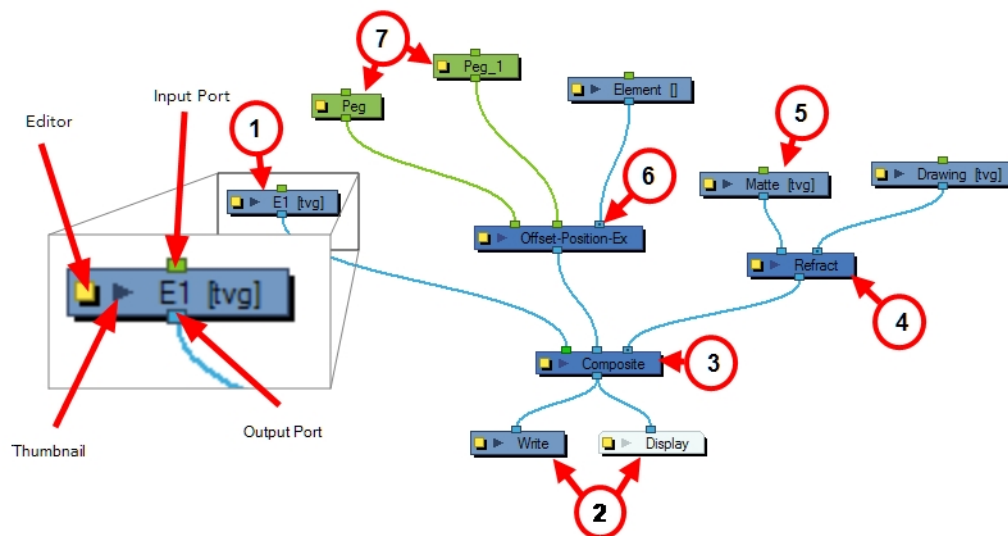 7
Peg_1
Input Port
Element []
Peg
Editor
1
5
6
Matte [tvg]
Drawing [tvg]
E1 [tvg]
Offset-Position-Ex
Refract
E1 [tvg]
4
3
Composite
Output Port
Thumbnail
Write
Display
2